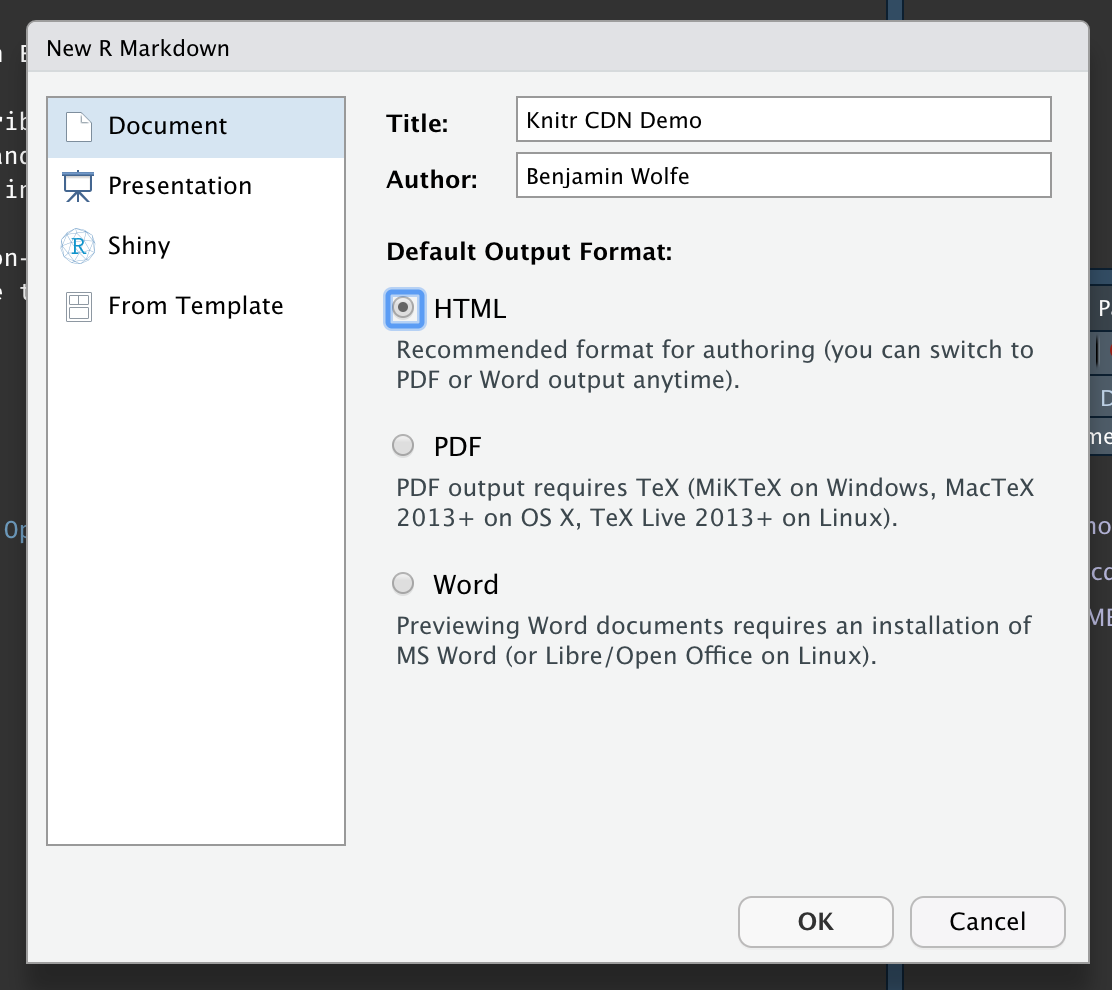 New R Markdown
Document
Presentation
R Shiny
From Template
Title: Knitr CDN Demo
Author: Benjamin Wolfe
Default Output Format:
HTML
Recommended format for authoring (you can switch to
PDF or Word output anytime).
PDF
PDF output requires TeX (MiKTeX on Windows, MacTeX
2013+ on OS X, TeX Live 2013+ on Linux).
Word
Previewing Word documents requires an installation of
MS Word (or Libre/Open Office on Linux).
OK Cancel